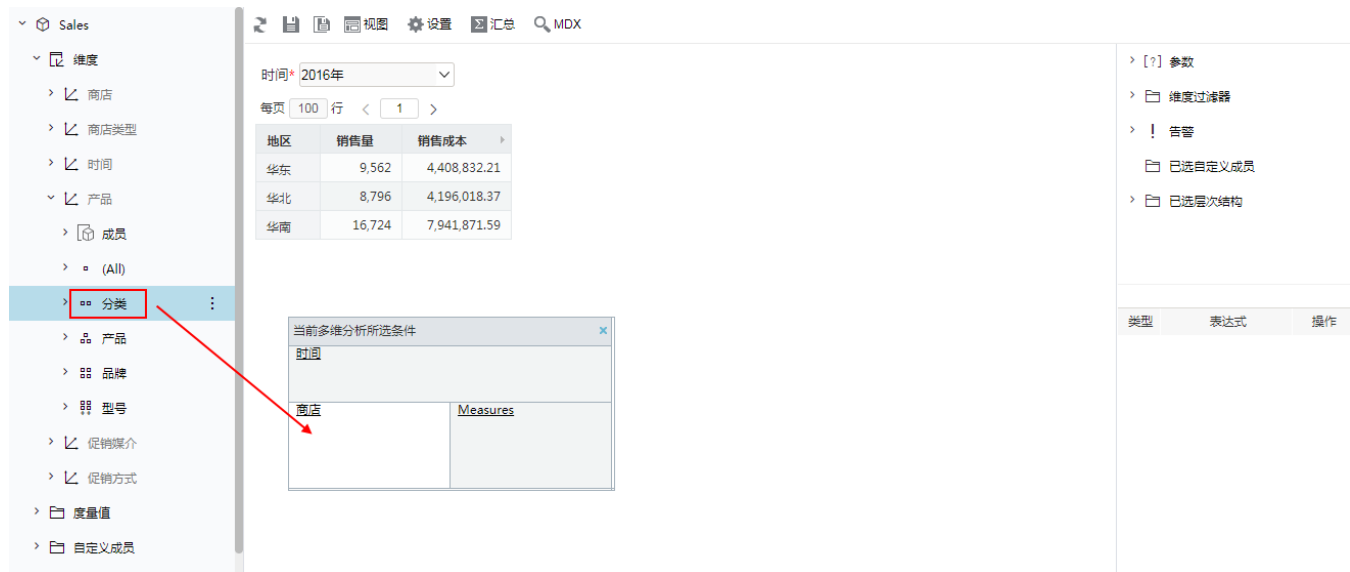 Sales
维度
商店
商店类型
时间
产品
成员
(All)
分类
产品
品牌
型号
促销媒介
促销方式
度量值
自定义成员
视图 设置 汇总 MDX
时间* 2016年
每页 100 行 < 1 >
地区 销售量 销售成本
华东 9,562 4,408,832.21
华北 8,796 4,196,018.37
华南 16,724 7,941,871.59
当前多维分析所选条件 ×
时间
商店 Measures
[?] 参数
维度过滤器
! 告警
已选自定义成员
已选层次结构
类型 表达式 操作